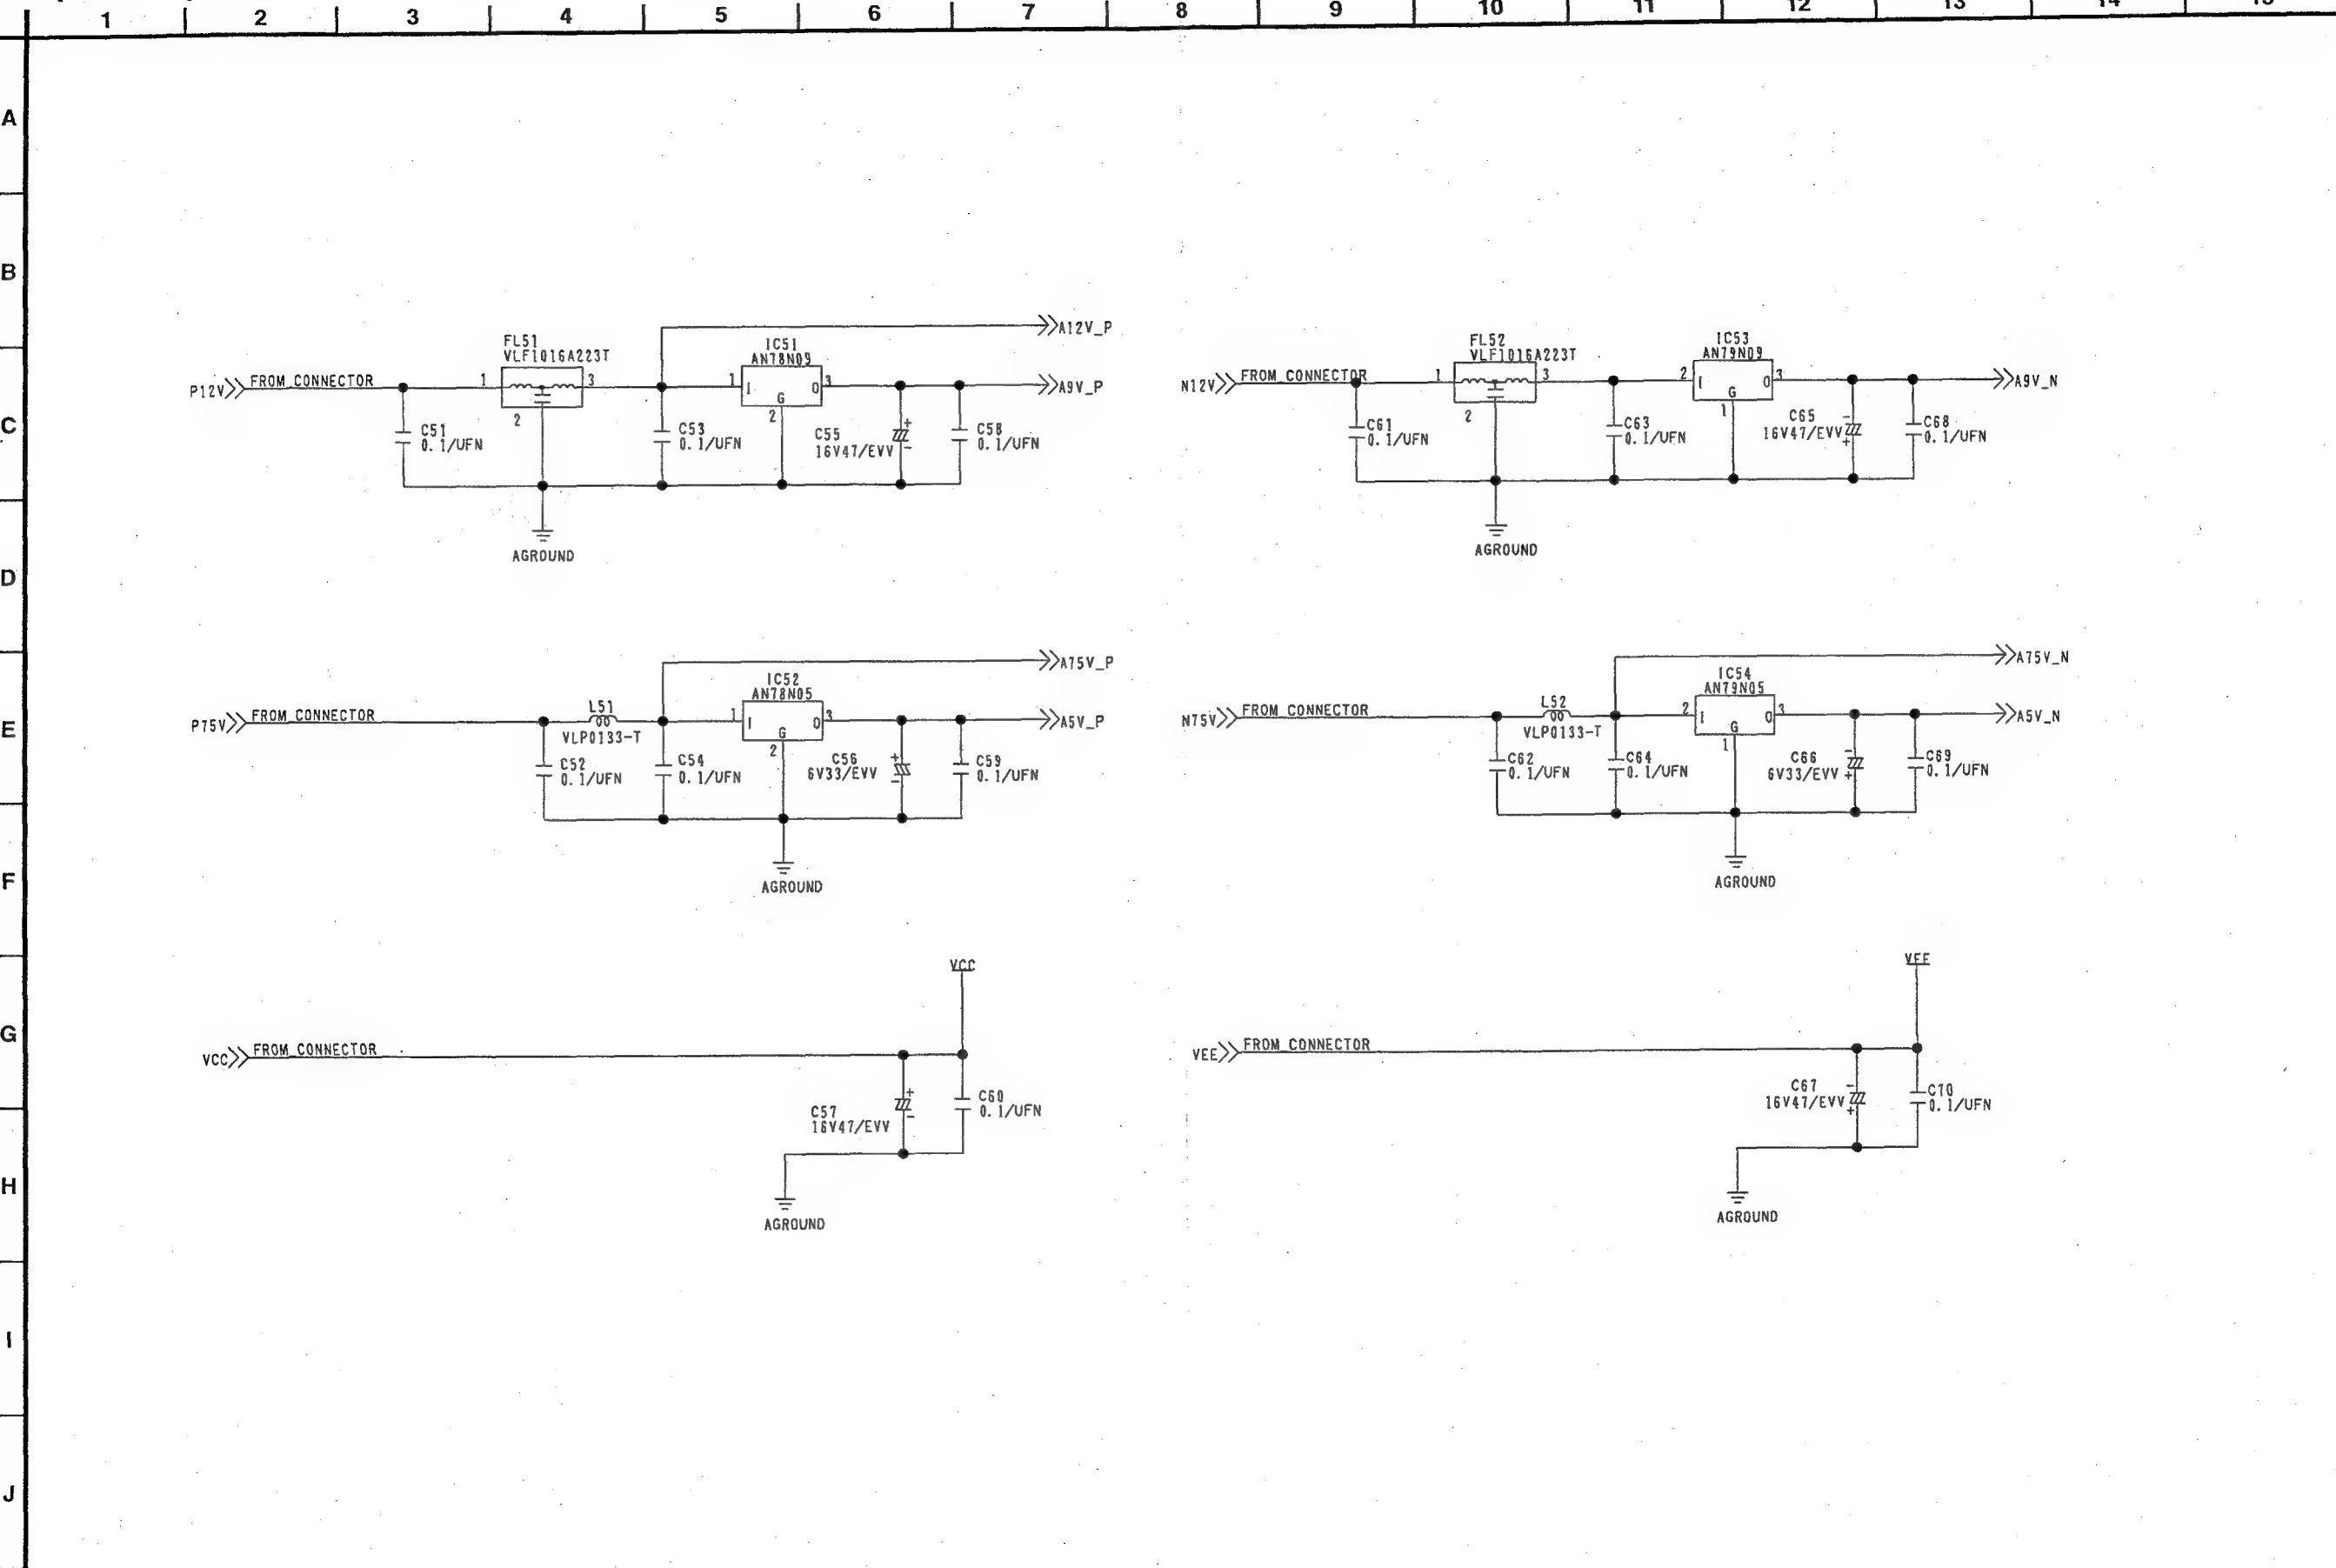 1 2 3 4 5 6 7 8 9 10 11 12 13 14 15
A
B
C
D
E
F
G
H
I
J
A12V_P
FL51
VLF1016A223T
IC51
AN78N09
P12V
FROM CONNECTOR
1
3
2
1
I
O
3
G
2
A9V_P
C51
0.1/UFN
C53
0.1/UFN
C55
16V47/EVV
+
-
C58
0.1/UFN
AGROUND
FL52
VLF1016A223T
IC53
AN79N09
N12V
FROM CONNECTOR
1
3
2
2
I
O
3
G
1
A9V_N
C61
0.1/UFN
C63
0.1/UFN
C65
16V47/EVV
-
+
C68
0.1/UFN
AGROUND
A75V_P
IC52
AN78N05
P75V
FROM CONNECTOR
L51
VLP0133-T
1
I
O
3
G
2
A5V_P
C52
0.1/UFN
C54
0.1/UFN
C56
6V33/EVV
+
-
C59
0.1/UFN
AGROUND
A75V_N
IC54
AN79N05
N75V
FROM CONNECTOR
L52
VLP0133-T
2
I
O
3
G
1
A5V_N
C62
0.1/UFN
C64
0.1/UFN
C66
6V33/EVV
-
+
C69
0.1/UFN
AGROUND
VCC
VCC
FROM CONNECTOR
C57
16V47/EVV
+
-
C60
0.1/UFN
AGROUND
VEE
VEE
FROM CONNECTOR
C67
16V47/EVV
-
+
C70
0.1/UFN
AGROUND